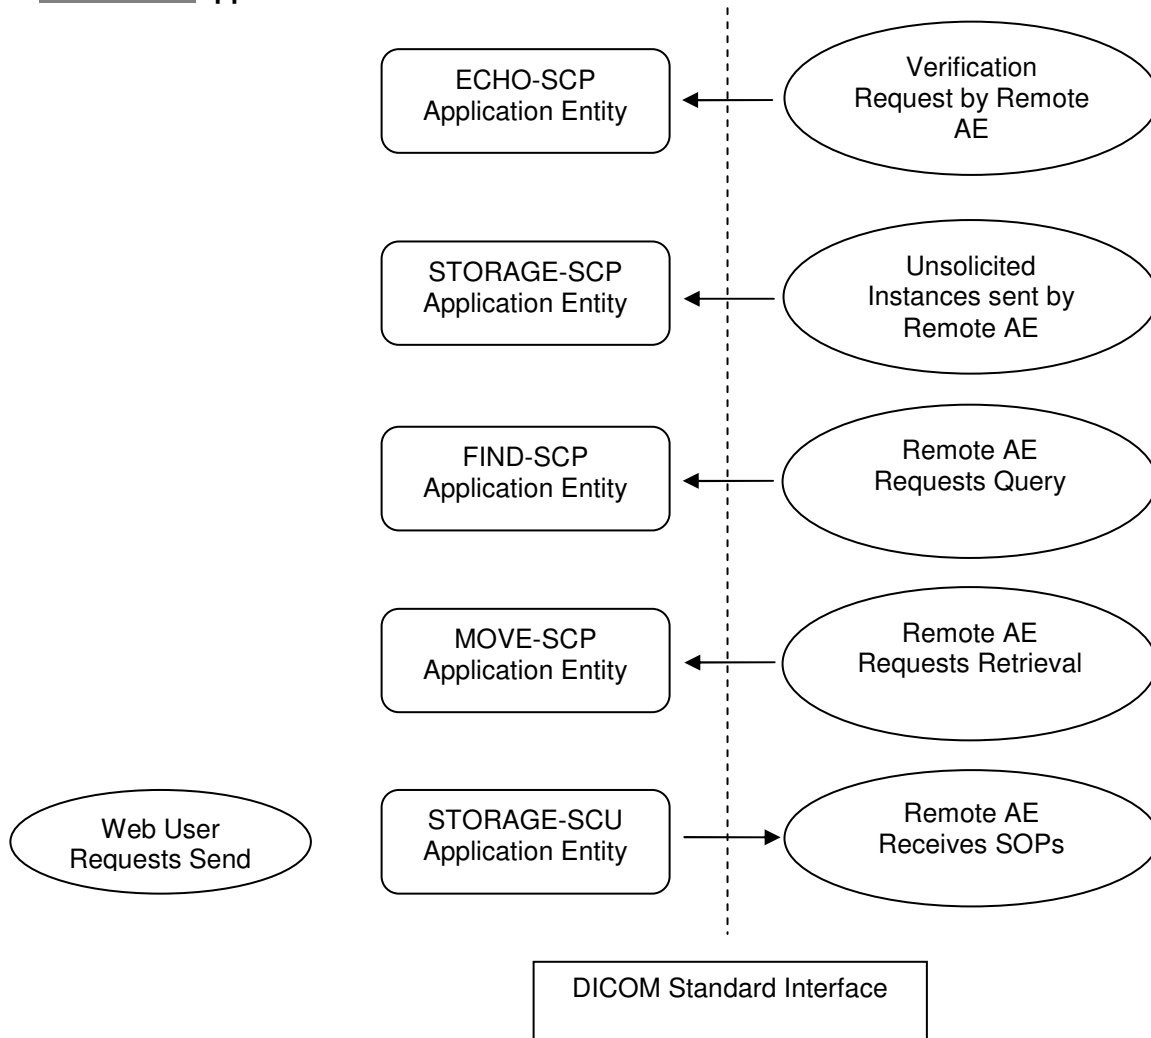 ECHO-SCP
Application Entity
Verification
Request by Remote
AE
STORAGE-SCP
Application Entity
Unsolicited
Instances sent by
Remote AE
FIND-SCP
Application Entity
Remote AE
Requests Query
MOVE-SCP
Application Entity
Remote AE
Requests Retrieval
Web User
Requests Send
STORAGE-SCU
Application Entity
Remote AE
Receives SOPs
DICOM Standard Interface